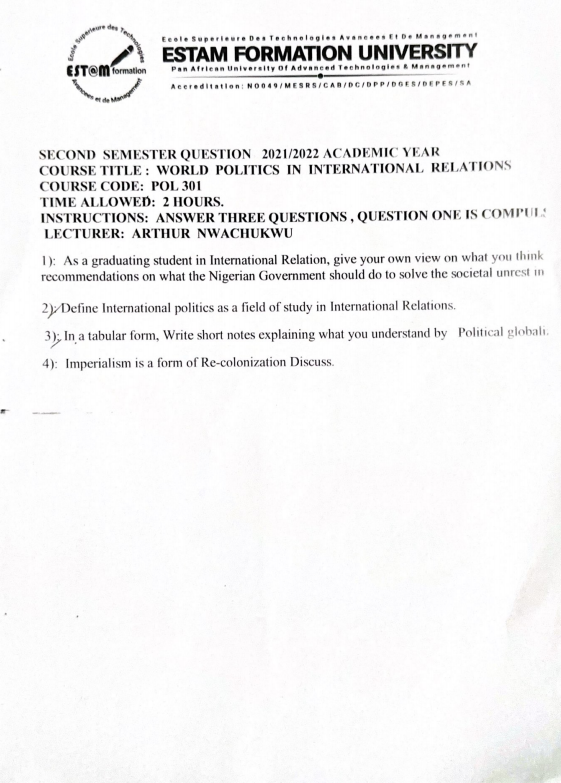 Ecole Superieure des Technologies
EST@M formation
Avancees et de Management
Ecole Superieure Des Technologies Avancees Et De Management
ESTAM FORMATION UNIVERSITY
Pan African University Of Advanced Technologies & Management
Accreditation: N0049/MESRS/CAB/DC/DPP/DGES/DEPES/SA
SECOND SEMESTER QUESTION 2021/2022 ACADEMIC YEAR
COURSE TITLE : WORLD POLITICS IN INTERNATIONAL RELATIONS
COURSE CODE: POL 301
TIME ALLOWED: 2 HOURS.
INSTRUCTIONS: ANSWER THREE QUESTIONS , QUESTION ONE IS
LECTURER: ARTHUR NWACHUKWU
1): As a graduating student in International Relation, give your own view on what you think
recommendations on what the Nigerian Government should do to solve the societal unrest in
2); Define International politics as a field of study in International Relations.
3); In a tabular form, Write short notes explaining what you understand by Political
4): Imperialism is a form of Re-colonization Discuss.